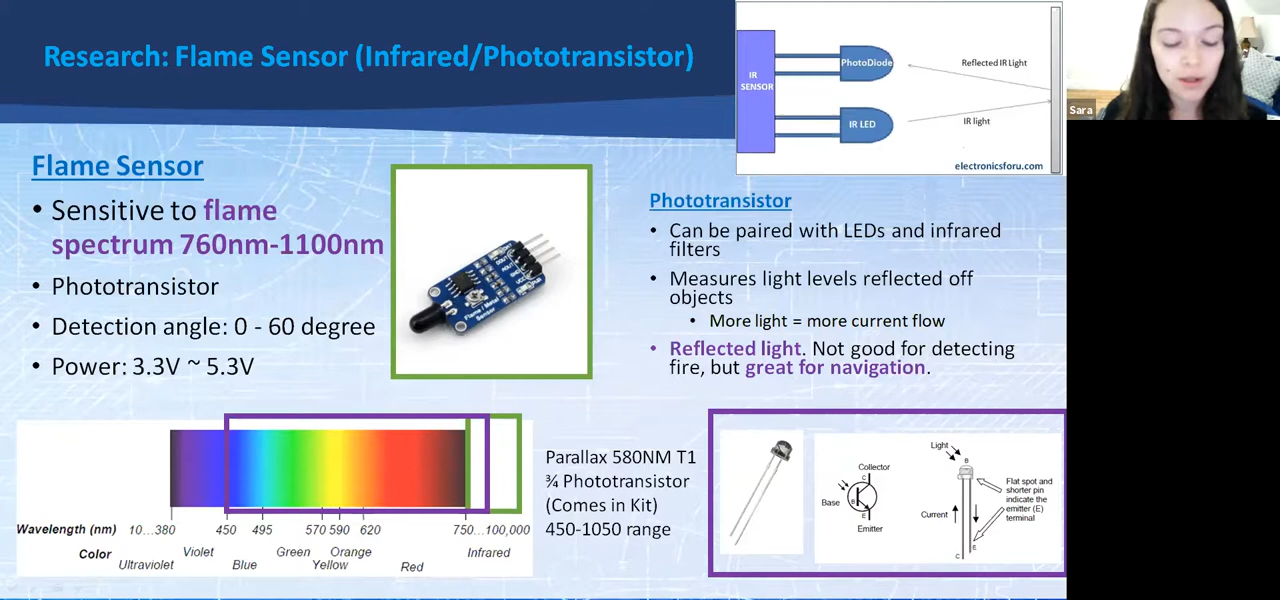 Research: Flame Sensor (Infrared/Phototransistor)
IR
SENSOR
PhotoDiode
IR LED
Reflected IR Light
IR light
electronicsforu.com
Sara
Flame Sensor
• Sensitive to flame
spectrum 760nm-1100nm
• Phototransistor
• Detection angle: 0 - 60 degree
• Power: 3.3V ~ 5.3V
Flame / Metal
Sensor
Phototransistor
• Can be paired with LEDs and infrared
filters
• Measures light levels reflected off
objects
• More light = more current flow
• Reflected light. Not good for detecting
fire, but great for navigation.
Wavelength (nm) 10...380 450 495 570 590 620 750...100,000
Color
Ultraviolet
Violet
Blue
Green
Yellow
Orange
Red
Infrared
Parallax 580NM T1
¾ Phototransistor
(Comes in Kit)
450-1050 range
Collector
C
Base
B
E
Emitter
Light
B
Current
C
E
Flat spot and
shorter pin
indicate the
emitter (E)
terminal